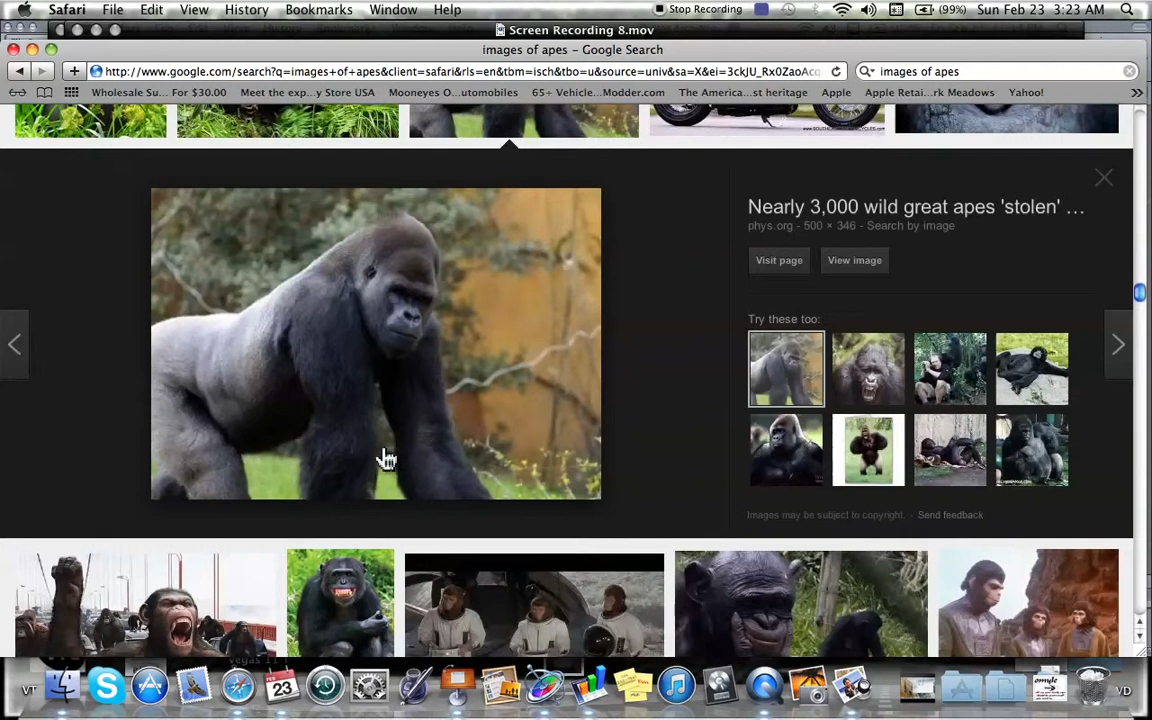 Safari File Edit View History Bookmarks Window Help Stop Recording (99%) Sun Feb 23 3:23 AM
Screen Recording 8.mov
images of apes – Google Search
http://www.google.com/search?q=images+of+apes&client=safari&rls=en&tbm=isch&tbo=u&source=univ&sa=X&ei=3ckJU_Rx0ZaoAcq images of apes
Wholesale Su... For $30.00 Meet the exp...y Store USA Mooneyes O...utomobiles 65+ Vehicle...Modder.com The America...st heritage Apple Apple Retai...rk Meadows Yahoo!
Nearly 3,000 wild great apes 'stolen' ...
phys.org - 500 × 346 - Search by image
Visit page View image
Try these too:
Images may be subject to copyright. - Send feedback
VT
23
VD